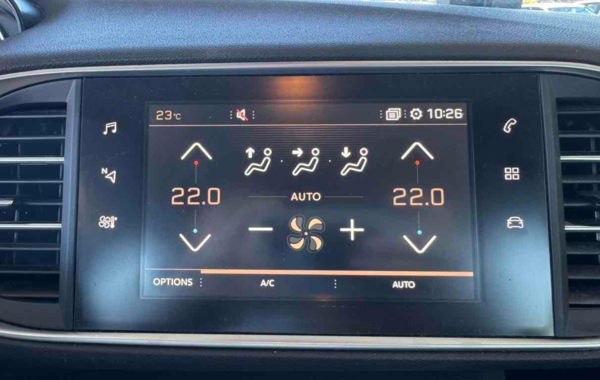 23°C 10:26
N
22.0 AUTO 22.0
OPTIONS A/C AUTO